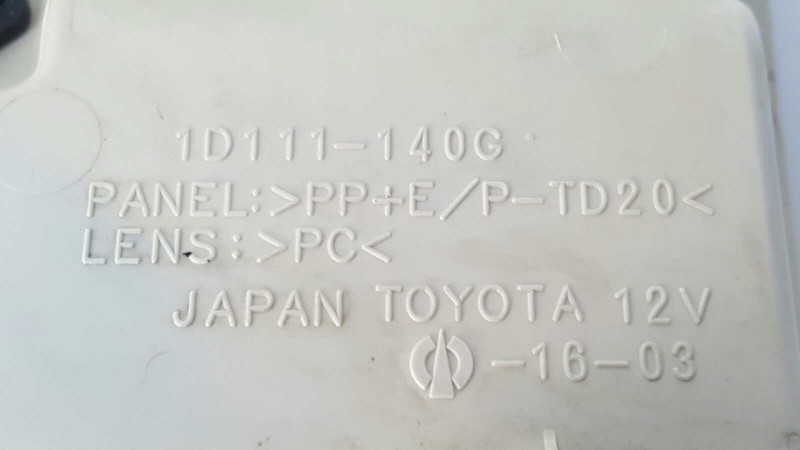 1D111-140G
PANEL:>PP+E/P-TD20<
LENS:>PC<
JAPAN TOYOTA 12V
-16-03